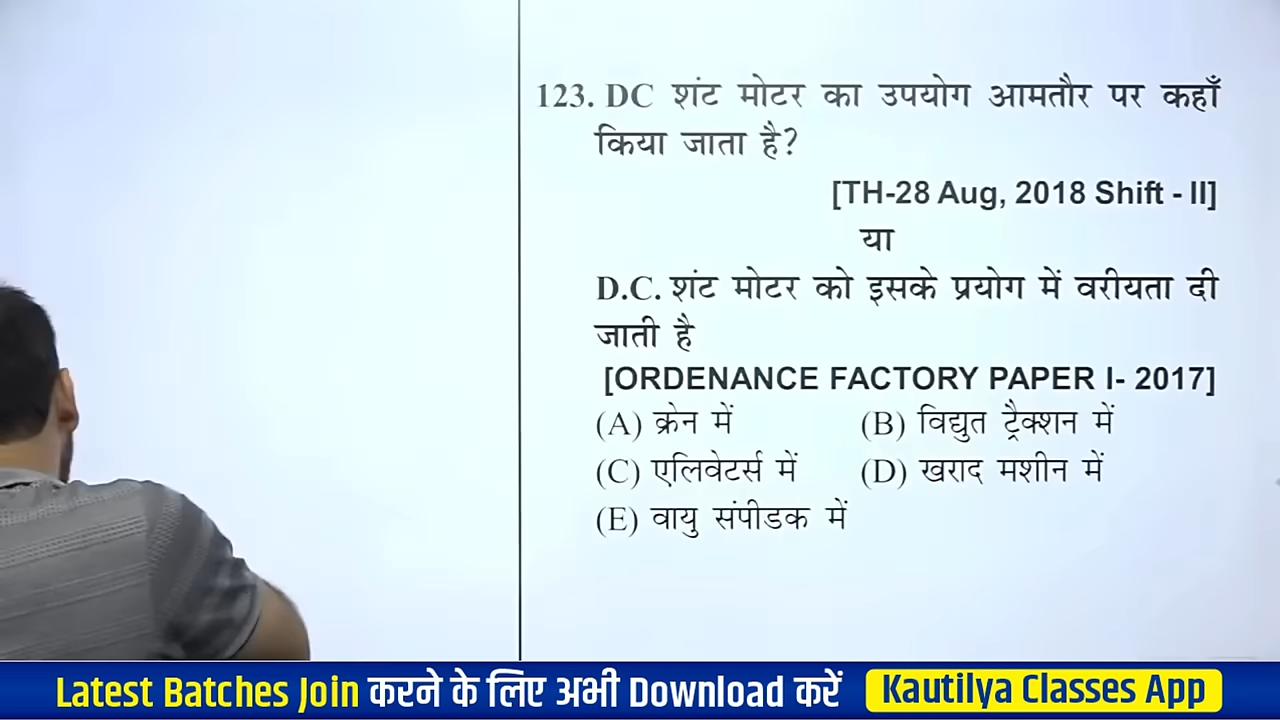 123. DC शंट मोटर का उपयोग आमतौर पर कहाँ
किया जाता है?
[TH-28 Aug, 2018 Shift - II]
या
D.C. शंट मोटर को इसके प्रयोग में वरीयता दी
जाती है
[ORDENANCE FACTORY PAPER I- 2017]
(A) क्रेन में (B) विद्युत ट्रैक्शन में
(C) एलिवेटर्स में (D) खराद मशीन में
(E) वायु संपीडक में
Latest Batches Join करने के लिए अभी Download करें Kautilya Classes App